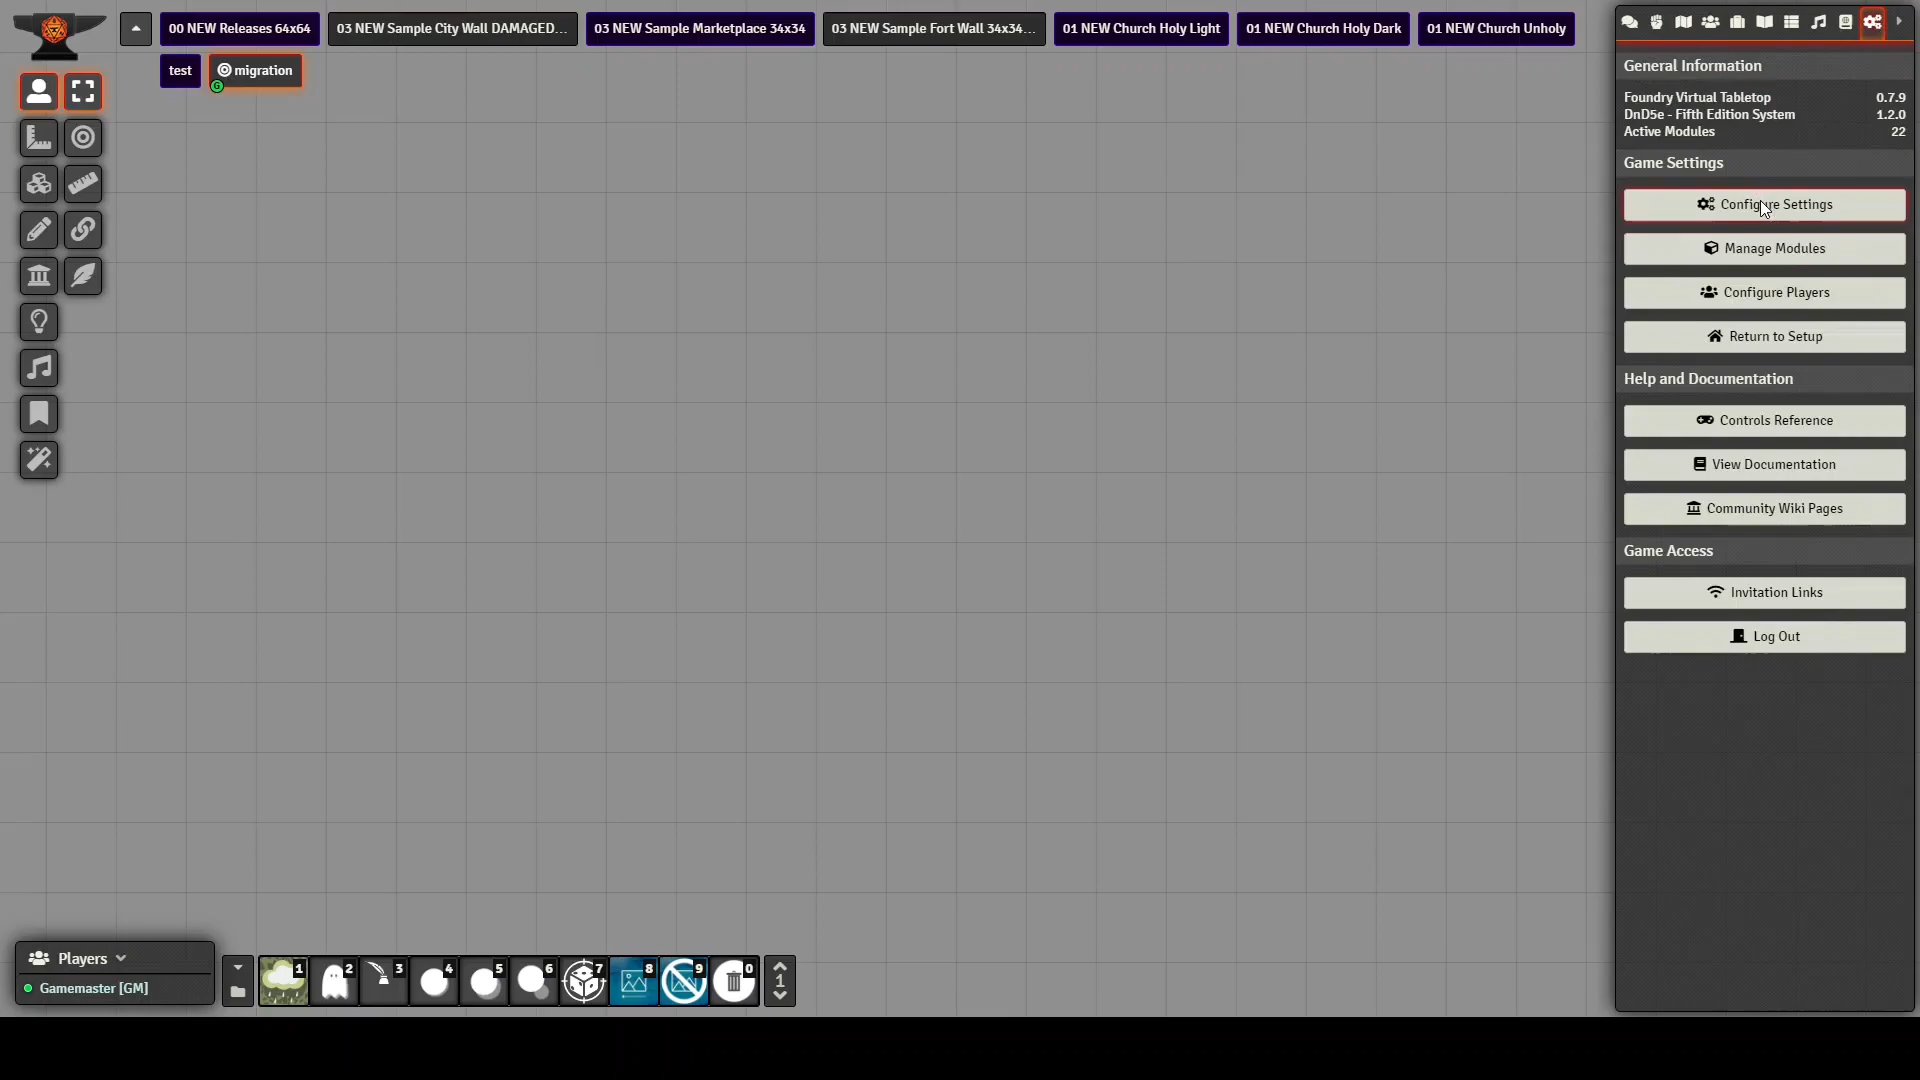 00 NEW Releases 64x64
03 NEW Sample City Wall DAMAGED...
03 NEW Sample Marketplace 34x34
03 NEW Sample Fort Wall 34x34...
01 NEW Church Holy Light
01 NEW Church Holy Dark
01 NEW Church Unholy
test
migration
G
General Information
Foundry Virtual Tabletop 0.7.9
DnD5e - Fifth Edition System 1.2.0
Active Modules 22
Game Settings
Configure Settings
Manage Modules
Configure Players
Return to Setup
Help and Documentation
Controls Reference
View Documentation
Community Wiki Pages
Game Access
Invitation Links
Log Out
Players
Gamemaster [GM]
1 2 3 4 5 6 7 8 9 0
1